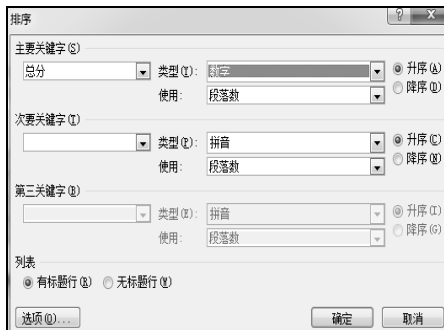 排序
主要关键字(S)
总分 类型(Y): 数字 升序(A)
使用: 段落数 降序(D)
次要关键字(T)
类型(P): 拼音 升序(C)
使用: 段落数 降序(N)
第三关键字(B)
类型(E): 拼音 升序(I)
使用: 段落数 降序(G)
列表
有标题行(R) 无标题行(W)
选项(O)... 确定 取消